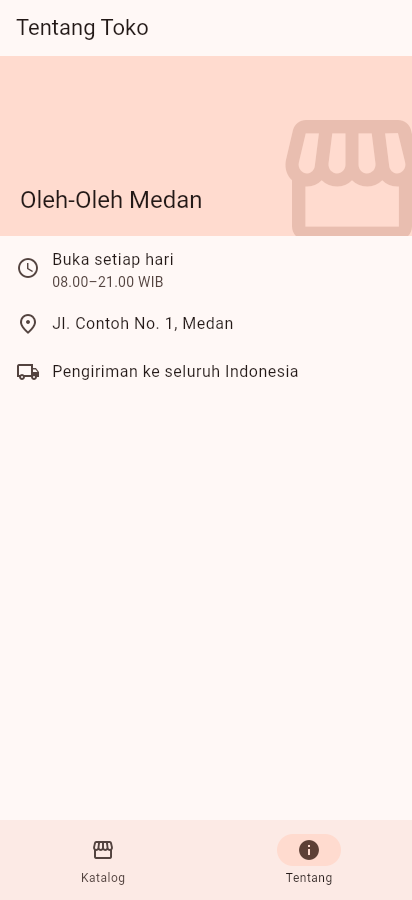 Tentang Toko
Oleh-Oleh Medan
Buka setiap hari
08.00–21.00 WIB
Jl. Contoh No. 1, Medan
Pengiriman ke seluruh Indonesia
Katalog
Tentang